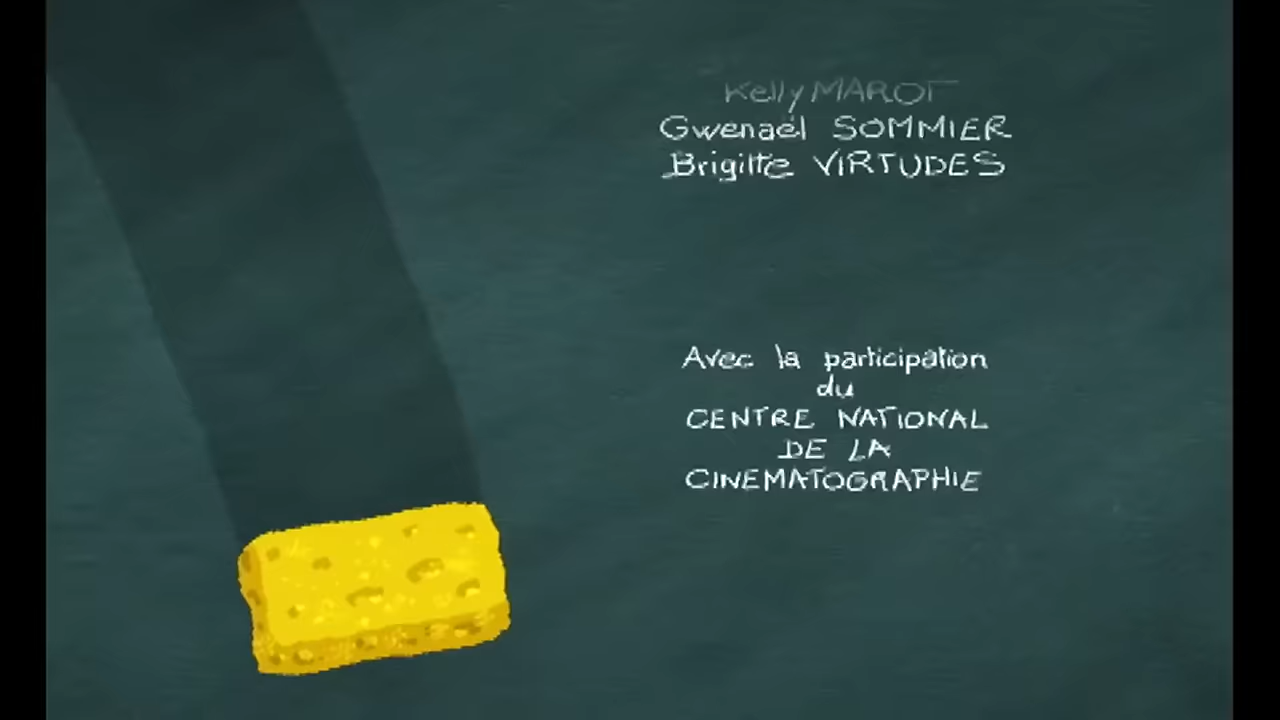 Kelly MAROT
Gwenaël SOMMIER
Brigitte VIRTUDES
Avec la participation
du
CENTRE NATIONAL
DE LA
CINEMATOGRAPHIE